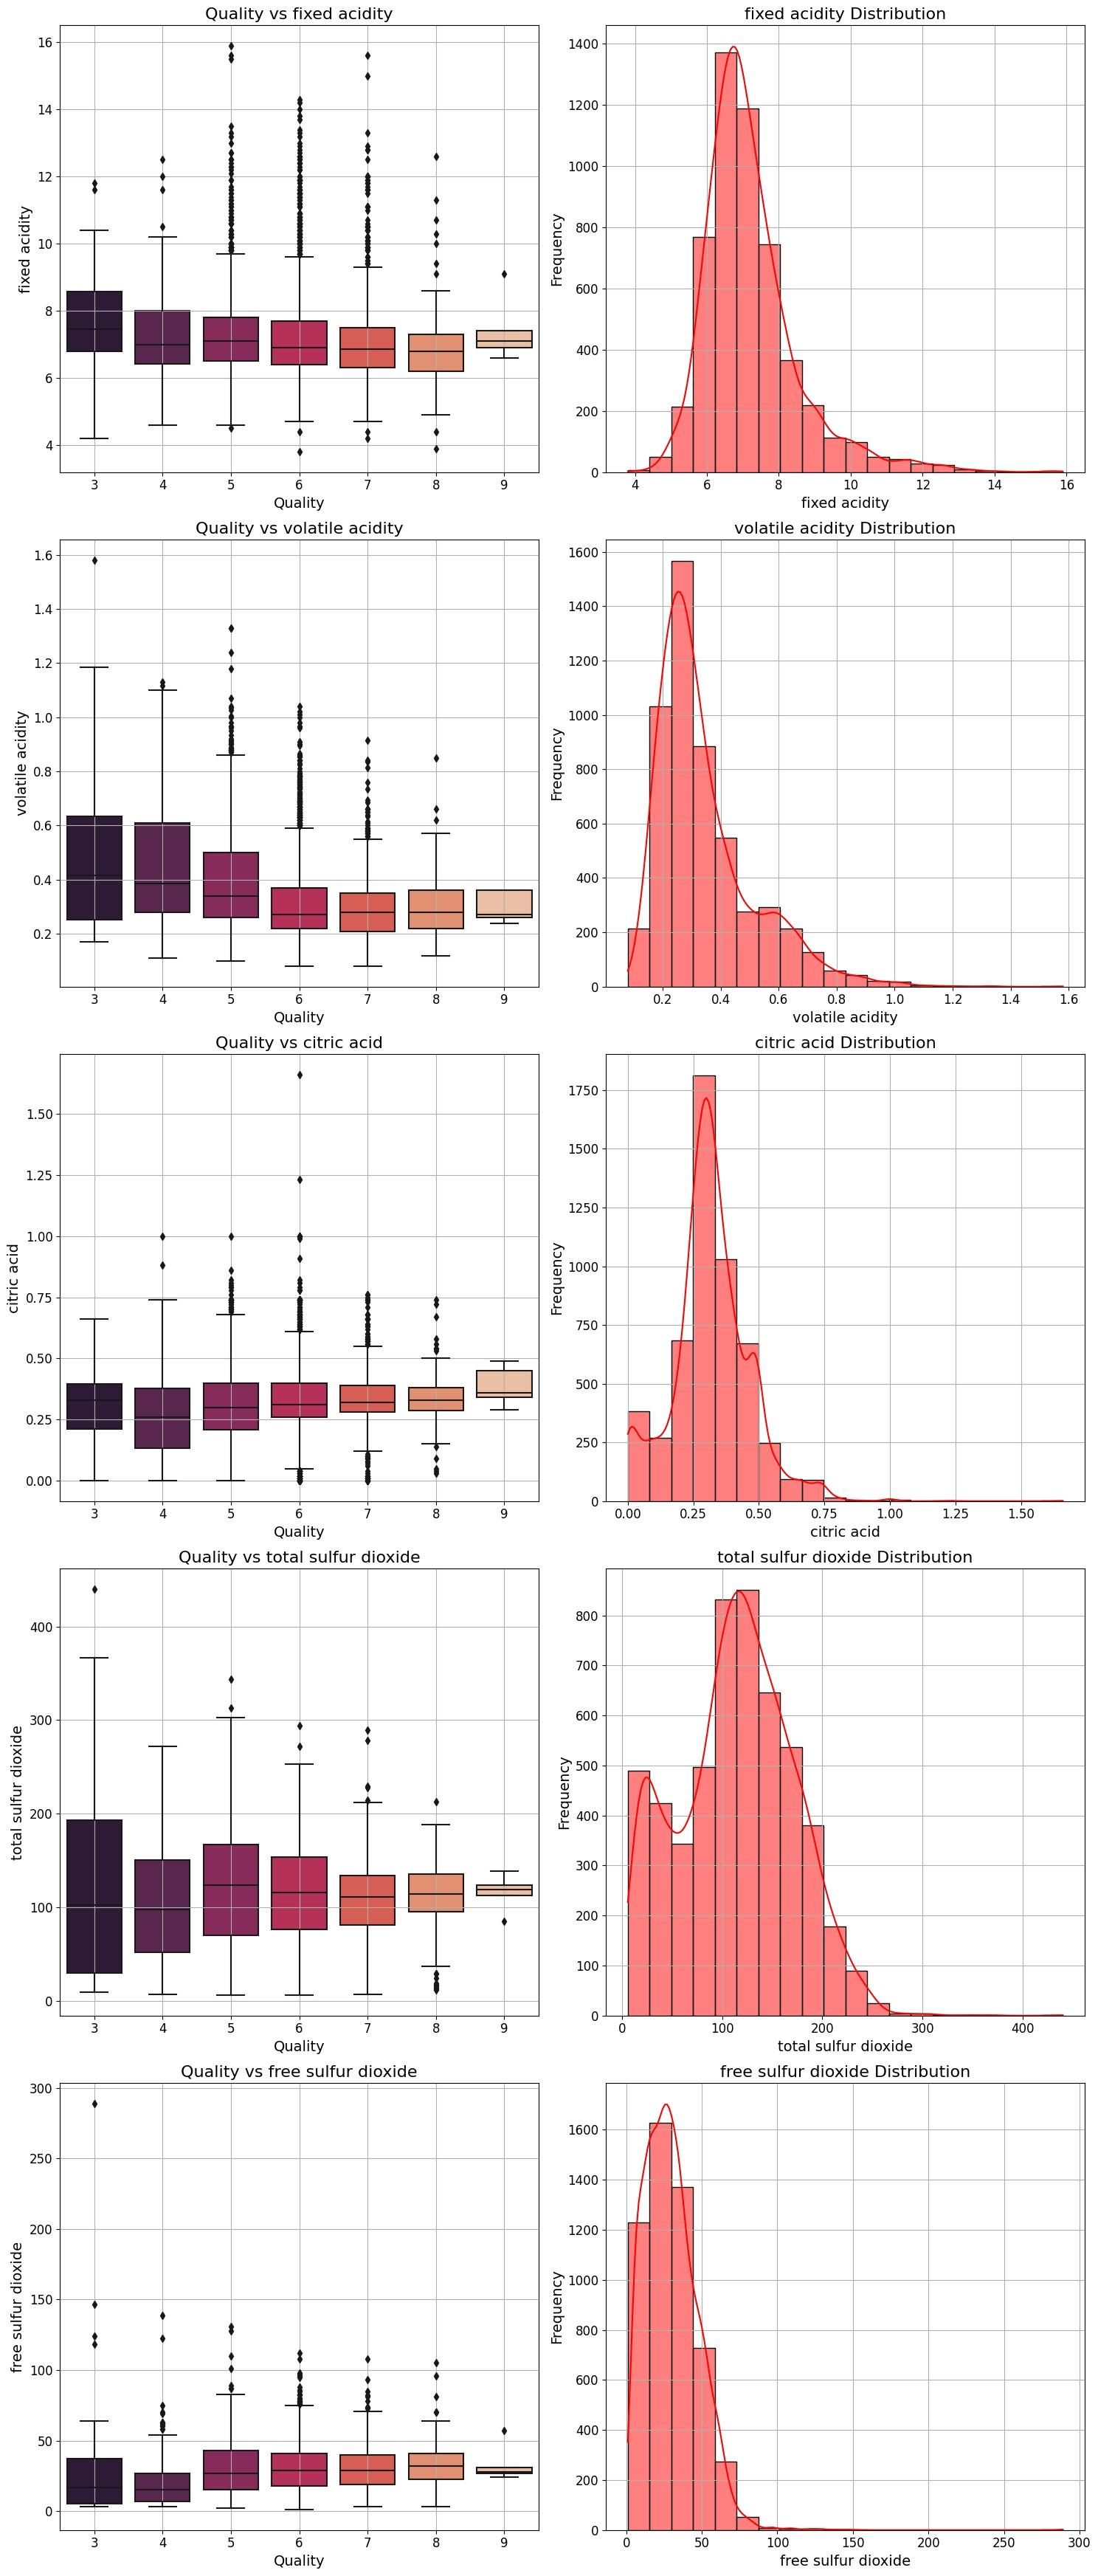 Quality vs fixed acidity
fixed acidity
16
14
12
10
8
6
4
3 4 5 6 7 8 9
Quality
fixed acidity Distribution
Frequency
1400
1200
1000
800
600
400
200
0
4 6 8 10 12 14 16
fixed acidity
Quality vs volatile acidity
volatile acidity
1.6
1.4
1.2
1.0
0.8
0.6
0.4
0.2
3 4 5 6 7 8 9
Quality
volatile acidity Distribution
Frequency
1600
1400
1200
1000
800
600
400
200
0
0.2 0.4 0.6 0.8 1.0 1.2 1.4 1.6
volatile acidity
Quality vs citric acid
citric acid
1.50
1.25
1.00
0.75
0.50
0.25
0.00
3 4 5 6 7 8 9
Quality
citric acid Distribution
Frequency
1750
1500
1250
1000
750
500
250
0
0.00 0.25 0.50 0.75 1.00 1.25 1.50
citric acid
Quality vs total sulfur dioxide
total sulfur dioxide
400
300
200
100
0
3 4 5 6 7 8 9
Quality
total sulfur dioxide Distribution
Frequency
800
700
600
500
400
300
200
100
0
0 100 200 300 400
total sulfur dioxide
Quality vs free sulfur dioxide
free sulfur dioxide
300
250
200
150
100
50
0
3 4 5 6 7 8 9
Quality
free sulfur dioxide Distribution
Frequency
1600
1400
1200
1000
800
600
400
200
0
0 50 100 150 200 250 300
free sulfur dioxide